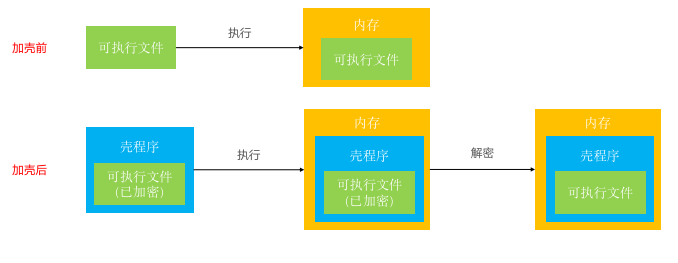 加壳前
可执行文件
执行
内存
可执行文件
加壳后
壳程序
可执行文件
(已加密)
执行
内存
壳程序
可执行文件
(已加密)
解密
内存
壳程序
可执行文件